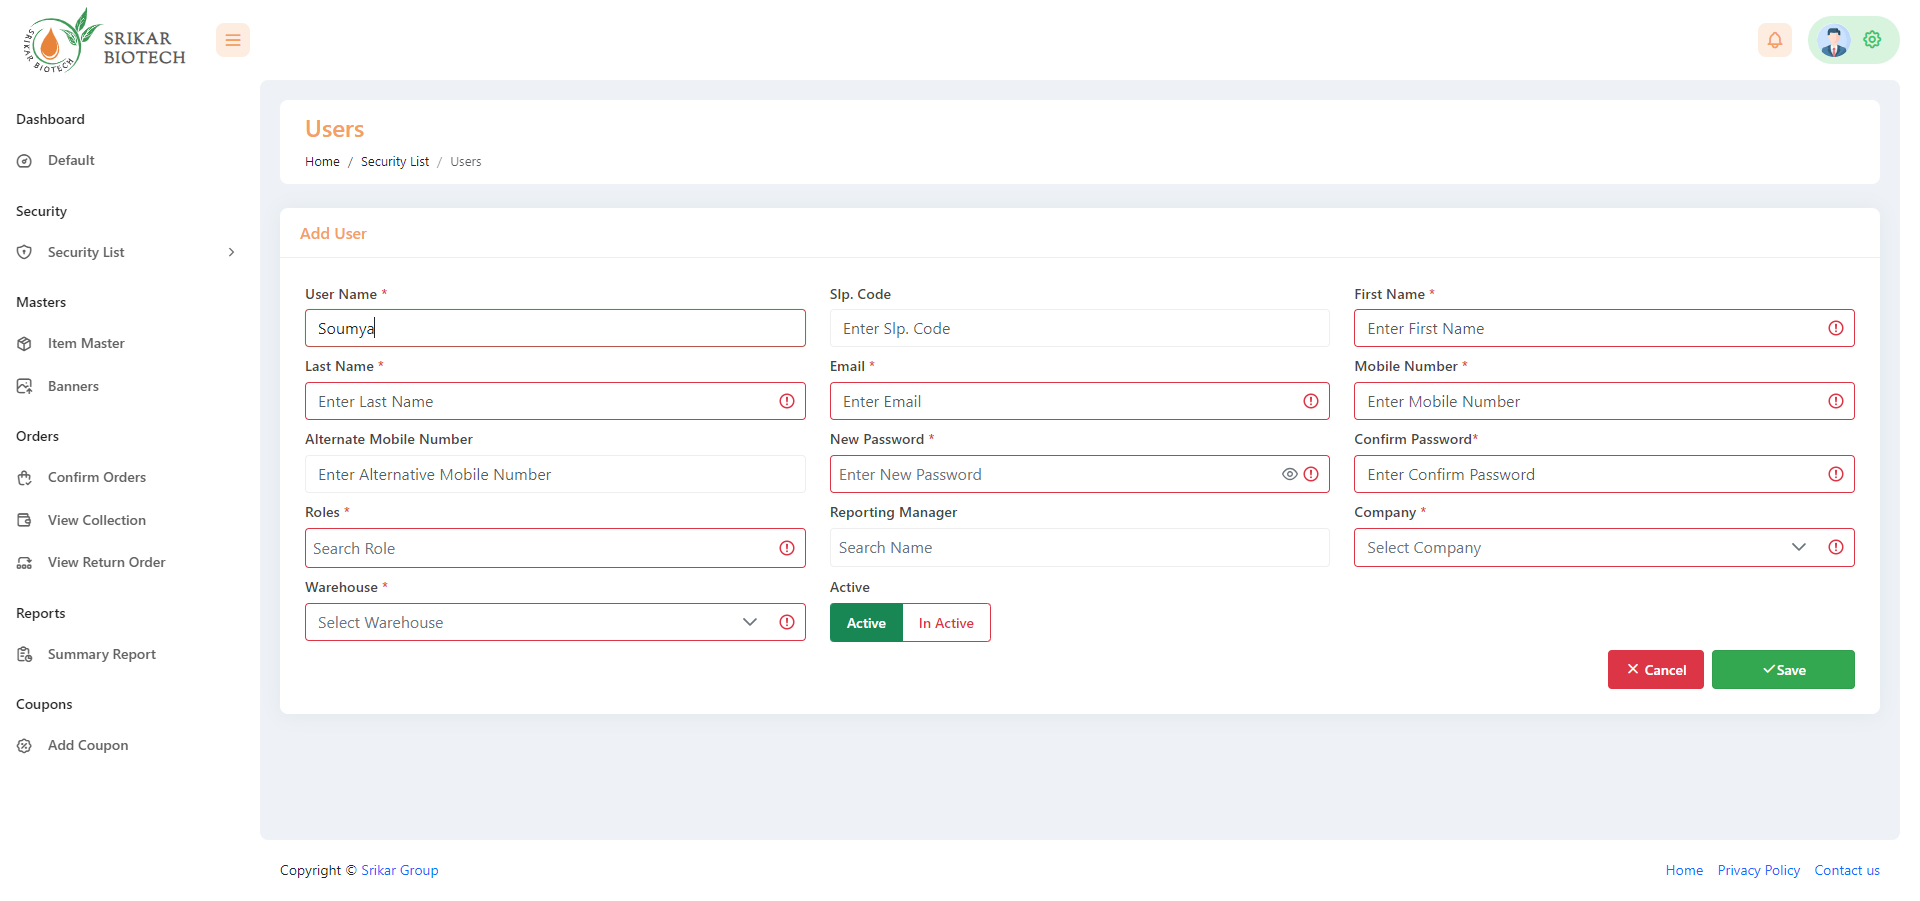 SRIKAR BIOTECH
SRIKAR
BIOTECH
Dashboard
Default
Security
Security List
Masters
Item Master
Banners
Orders
Confirm Orders
View Collection
View Return Order
Reports
Summary Report
Coupons
Add Coupon
Users
Home / Security List / Users
Add User
User Name * Slp. Code First Name *
Soumya Enter Slp. Code Enter First Name
Last Name * Email * Mobile Number *
Enter Last Name Enter Email Enter Mobile Number
Alternate Mobile Number New Password * Confirm Password*
Enter Alternative Mobile Number Enter New Password Enter Confirm Password
Roles * Reporting Manager Company *
Search Role Search Name Select Company
Warehouse * Active
Select Warehouse Active In Active
Cancel Save
Copyright © Srikar Group Home Privacy Policy Contact us